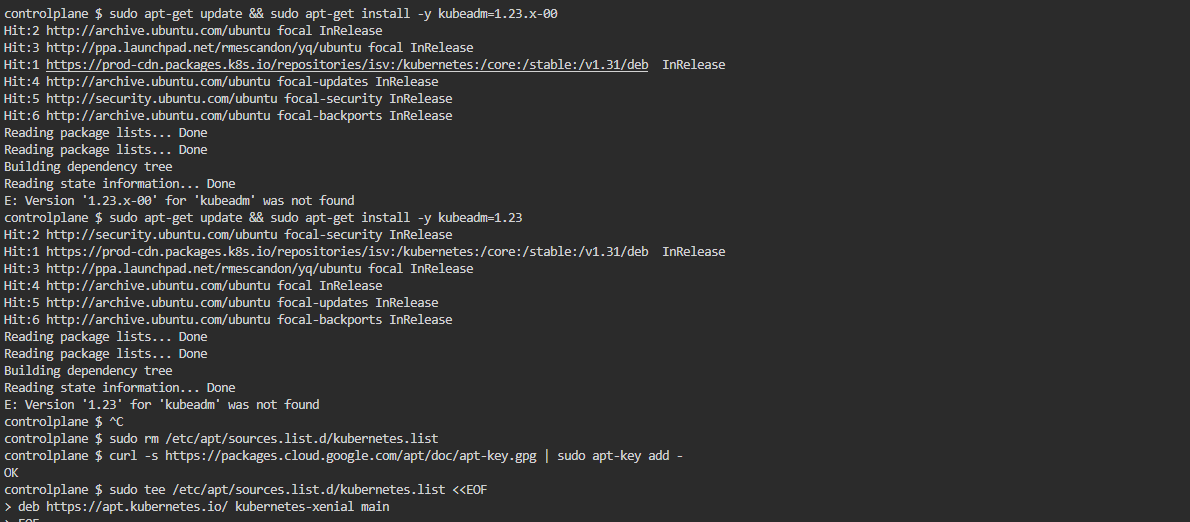 controlplane $ sudo apt-get update && sudo apt-get install -y kubeadm=1.23.x-00
Hit:2 http://archive.ubuntu.com/ubuntu focal InRelease
Hit:3 http://ppa.launchpad.net/rmescandon/yq/ubuntu focal InRelease
Hit:1 https://prod-cdn.packages.k8s.io/repositories/isv:/kubernetes:/core:/stable:/v1.31/deb  InRelease
Hit:4 http://archive.ubuntu.com/ubuntu focal-updates InRelease
Hit:5 http://security.ubuntu.com/ubuntu focal-security InRelease
Hit:6 http://archive.ubuntu.com/ubuntu focal-backports InRelease
Reading package lists... Done
Reading package lists... Done
Building dependency tree
Reading state information... Done
E: Version '1.23.x-00' for 'kubeadm' was not found
controlplane $ sudo apt-get update && sudo apt-get install -y kubeadm=1.23
Hit:2 http://security.ubuntu.com/ubuntu focal-security InRelease
Hit:1 https://prod-cdn.packages.k8s.io/repositories/isv:/kubernetes:/core:/stable:/v1.31/deb  InRelease
Hit:3 http://ppa.launchpad.net/rmescandon/yq/ubuntu focal InRelease
Hit:4 http://archive.ubuntu.com/ubuntu focal InRelease
Hit:5 http://archive.ubuntu.com/ubuntu focal-updates InRelease
Hit:6 http://archive.ubuntu.com/ubuntu focal-backports InRelease
Reading package lists... Done
Reading package lists... Done
Building dependency tree
Reading state information... Done
E: Version '1.23' for 'kubeadm' was not found
controlplane $ ^C
controlplane $ sudo rm /etc/apt/sources.list.d/kubernetes.list
controlplane $ curl -s https://packages.cloud.google.com/apt/doc/apt-key.gpg | sudo apt-key add -
OK
controlplane $ sudo tee /etc/apt/sources.list.d/kubernetes.list <<EOF
> deb https://apt.kubernetes.io/ kubernetes-xenial main
> EOF